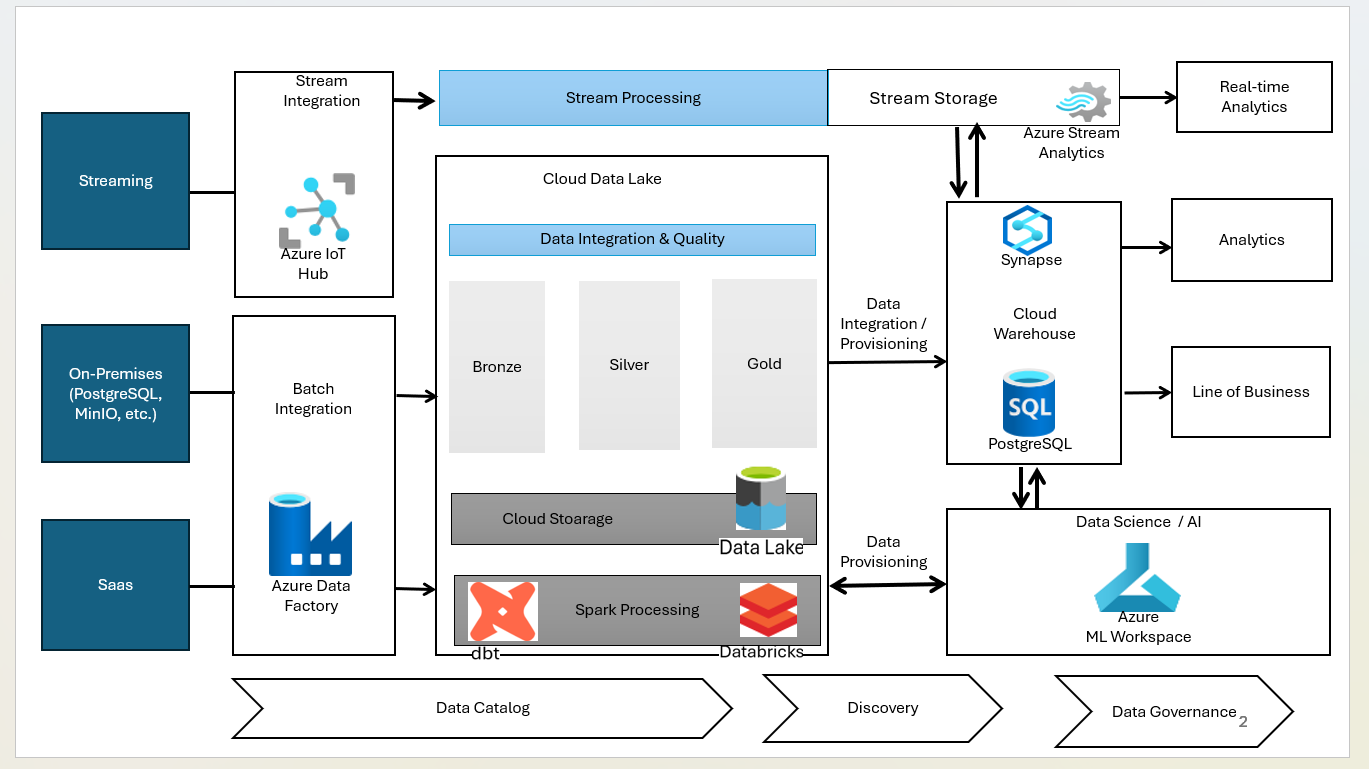 Stream
Integration
Azure IoT
Hub
Streaming
Stream Processing
Stream Storage
Azure Stream
Analytics
Real-time
Analytics
Cloud Data Lake
Data Integration & Quality
Bronze
Silver
Gold
Cloud Stoarage
Data Lake
Spark Processing
dbt
Databricks
On-Premises
(PostgreSQL,
MinIO, etc.)
Batch
Integration
Azure Data
Factory
Saas
Data
Integration /
Provisioning
Synapse
Cloud
Warehouse
SQL
PostgreSQL
Analytics
Line of Business
Data
Provisioning
Data Science / AI
Azure
ML Workspace
Data Catalog
Discovery
Data Governance
2